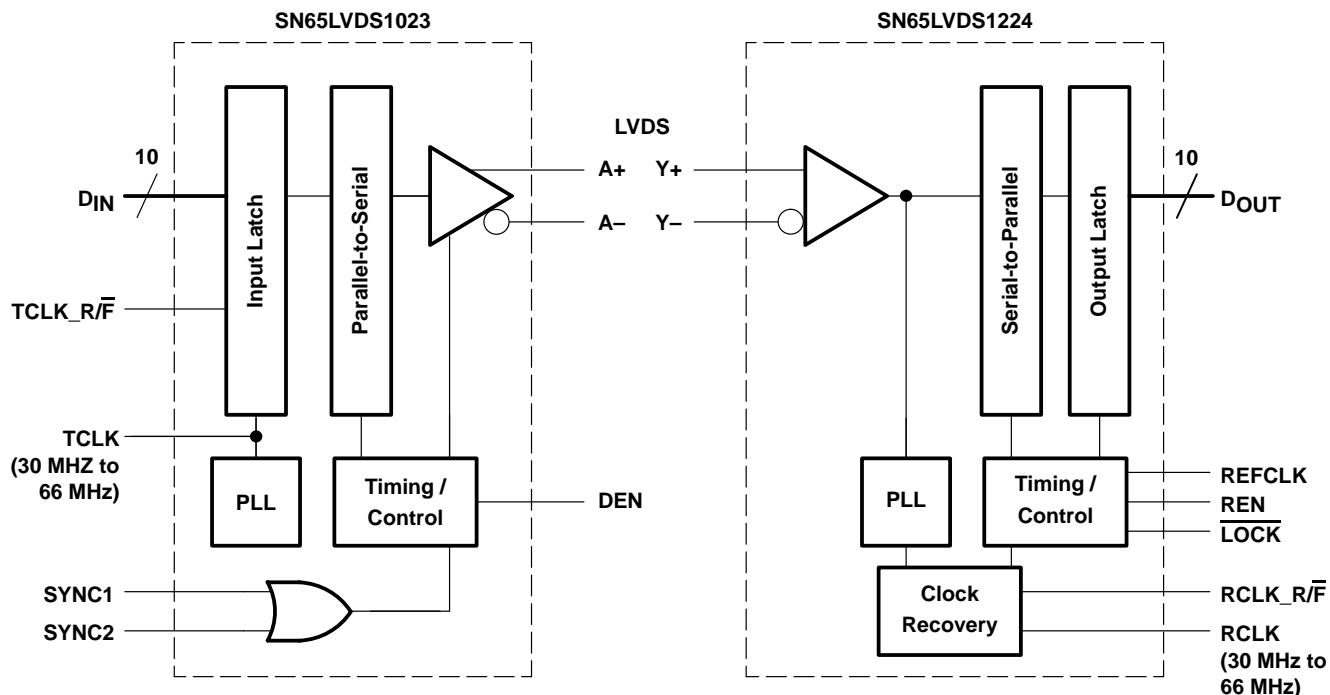 SN65LVDS1023
SN65LVDS1224
10
DIN
TCLK_R/F̅
TCLK
(30 MHZ to
66 MHz)
SYNC1
SYNC2
Input Latch
Parallel-to-Serial
PLL
Timing /
Control
DEN
LVDS
A+ Y+
A– Y–
Serial-to-Parallel
Output Latch
10
DOUT
PLL
Timing /
Control
Clock
Recovery
REFCLK
REN
L̅O̅C̅K̅
RCLK_R/F̅
RCLK
(30 MHz to
66 MHz)